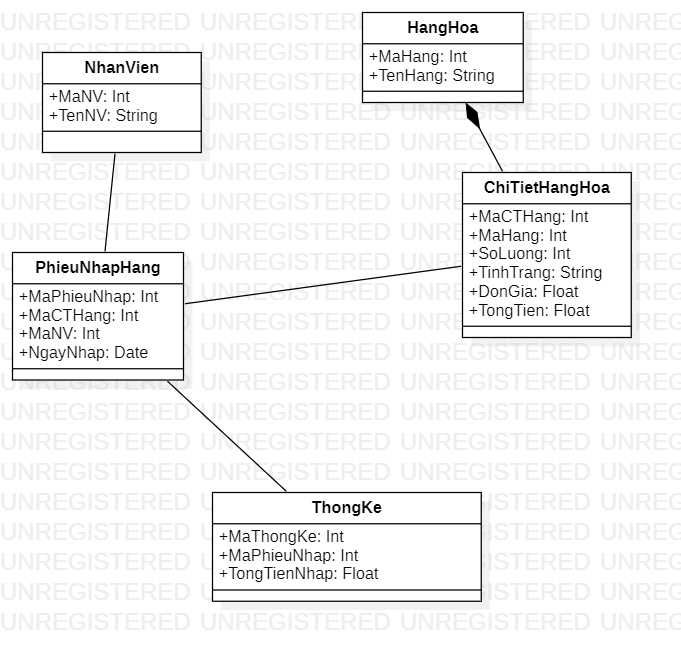 HangHoa
+MaHang: Int
+TenHang: String
NhanVien
+MaNV: Int
+TenNV: String
ChiTietHangHoa
+MaCTHang: Int
+MaHang: Int
+SoLuong: Int
+TinhTrang: String
+DonGia: Float
+TongTien: Float
PhieuNhapHang
+MaPhieuNhap: Int
+MaCTHang: Int
+MaNV: Int
+NgayNhap: Date
ThongKe
+MaThongKe: Int
+MaPhieuNhap: Int
+TongTienNhap: Float
UNREGISTERED UNREGISTERED UNREGISTERED UNREG